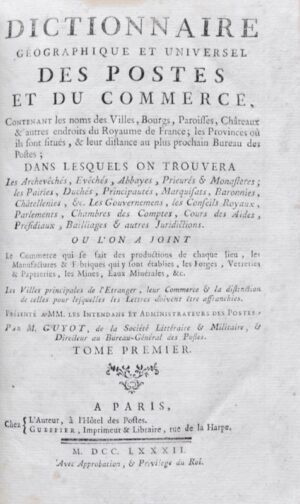 DICTIONNAIRE
GÉOGRAPHIQUE ET UNIVERSEL
DES POSTES
ET DU COMMERCE,
CONTENANT les noms des Villes, Bourgs, Paroisses, Châteaux
& autres endroits du Royaume de France; les Provinces où
ils sont situés, & leur distance au plus prochain Bureau des
Postes;
DANS LESQUELS ON TROUVERA
Les Archevêchés, Evêchés, Abbayes, Prieurés & Monasteres;
les Pairies, Duchés, Principautés, Marquisats, Baronnies,
Châtellenies, &c. Les Gouvernemens, les Conseils Royaux,
Parlemens, Chambres des Comptes, Cours des Aides,
Présidiaux, Bailliages & autres Juridictions.
OU L'ON A JOINT
Le Commerce qui se fait des productions de chaque lieu, les
Manufactures & Fabriques qui y sont établies, les Forges, Verreries
& Papeteries, les Mines, Eaux Minérales, &c.
Les Villes principales de l'Etranger, leur Commerce & la distinction
de celles pour lesquelles les Lettres doivent être affranchies.
PRÉSENTÉ A MM. LES INTENDANS ET ADMINISTRATEURS DES POSTES,
PAR M. GUYOT, de la Société Littéraire & Militaire, &
Directeur au Bureau-Général des Postes.
TOME PREMIER.
A PARIS,
Chez { L'Auteur, à l'Hôtel des Postes.
GUEFFIER, Imprimeur & Libraire, rue de la Harpe.
M. DCC. LXXXII.
Avec Approbation, & Privilege du Roi.